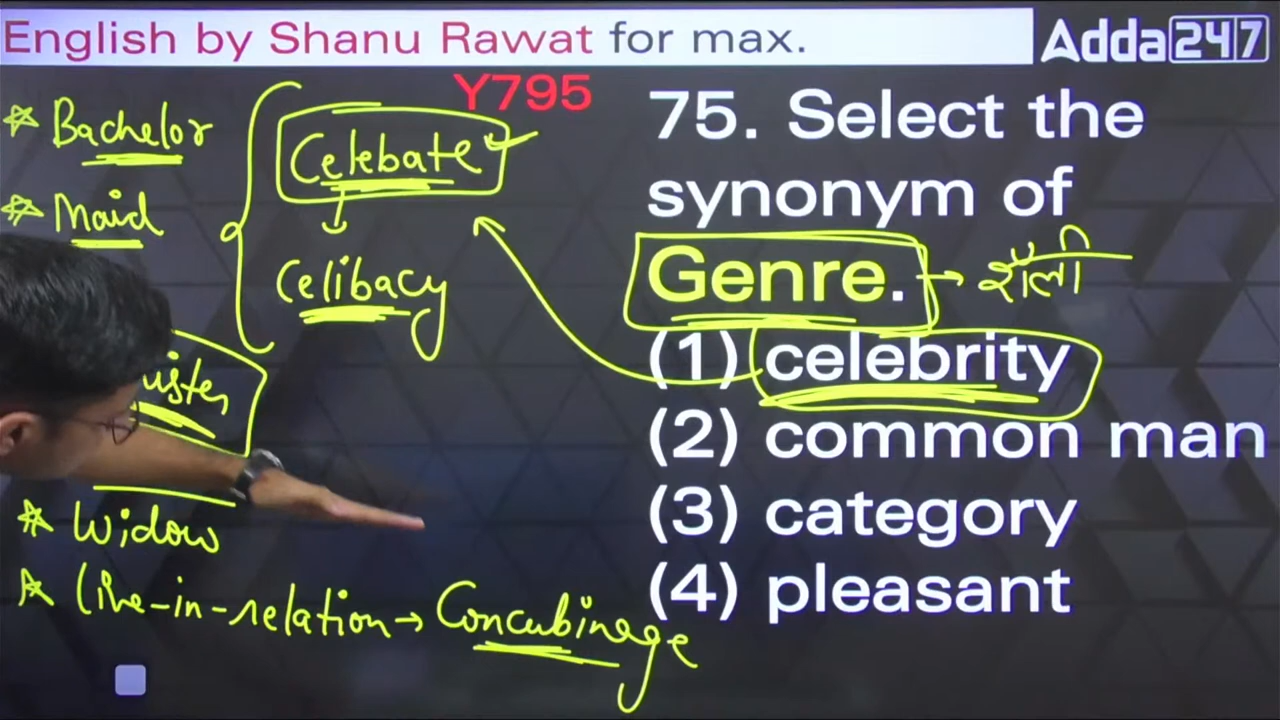 English by Shanu Rawat for max.
Adda247
Y795
75. Select the
synonym of
Genre. → शैली
(1) celebrity
(2) common man
(3) category
(4) pleasant
Bachelor
Maid
Celebate
Celibacy
Widow
Live-in-relation → Concubinage